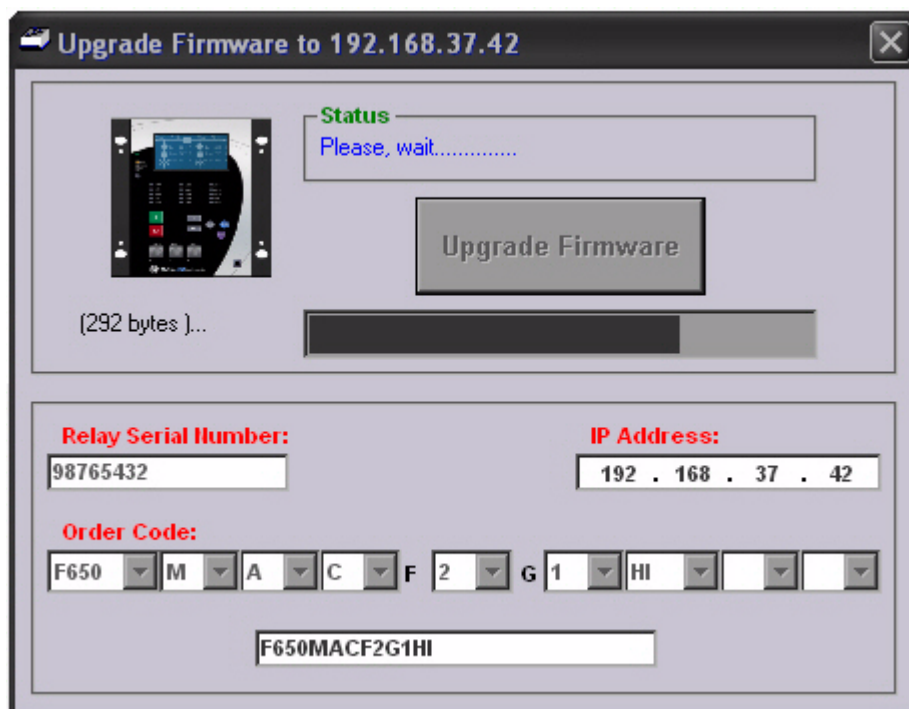 Upgrade Firmware to 192.168.37.42
Status
Please, wait..............
Upgrade Firmware
(292 bytes )...
Relay Serial Number:
IP Address:
98765432
192 . 168 . 37 . 42
Order Code:
F650 M A C F 2 G 1 HI
F650MACF2G1HI